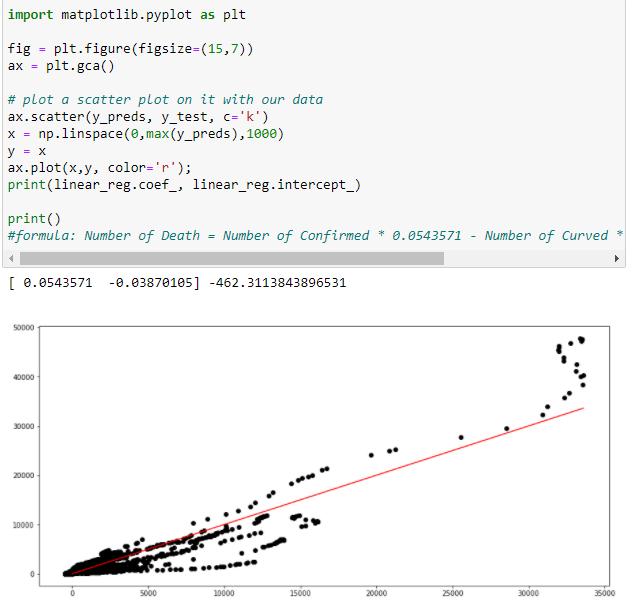 import matplotlib.pyplot as plt
fig = plt.figure(figsize=(15,7))
ax = plt.gca()
# plot a scatter plot on it with our data
ax.scatter(y_preds, y_test, c='k')
x = np.linspace(0,max(y_preds),1000)
y = x
ax.plot(x,y, color='r');
print(linear_reg.coef_, linear_reg.intercept_)
print()
#formula: Number of Death = Number of Confirmed * 0.0543571 - Number of Curved *
[ 0.0543571  -0.03870105] -462.3113843896531
50000
40000
30000
20000
10000
0
0 5000 10000 15000 20000 25000 30000 35000